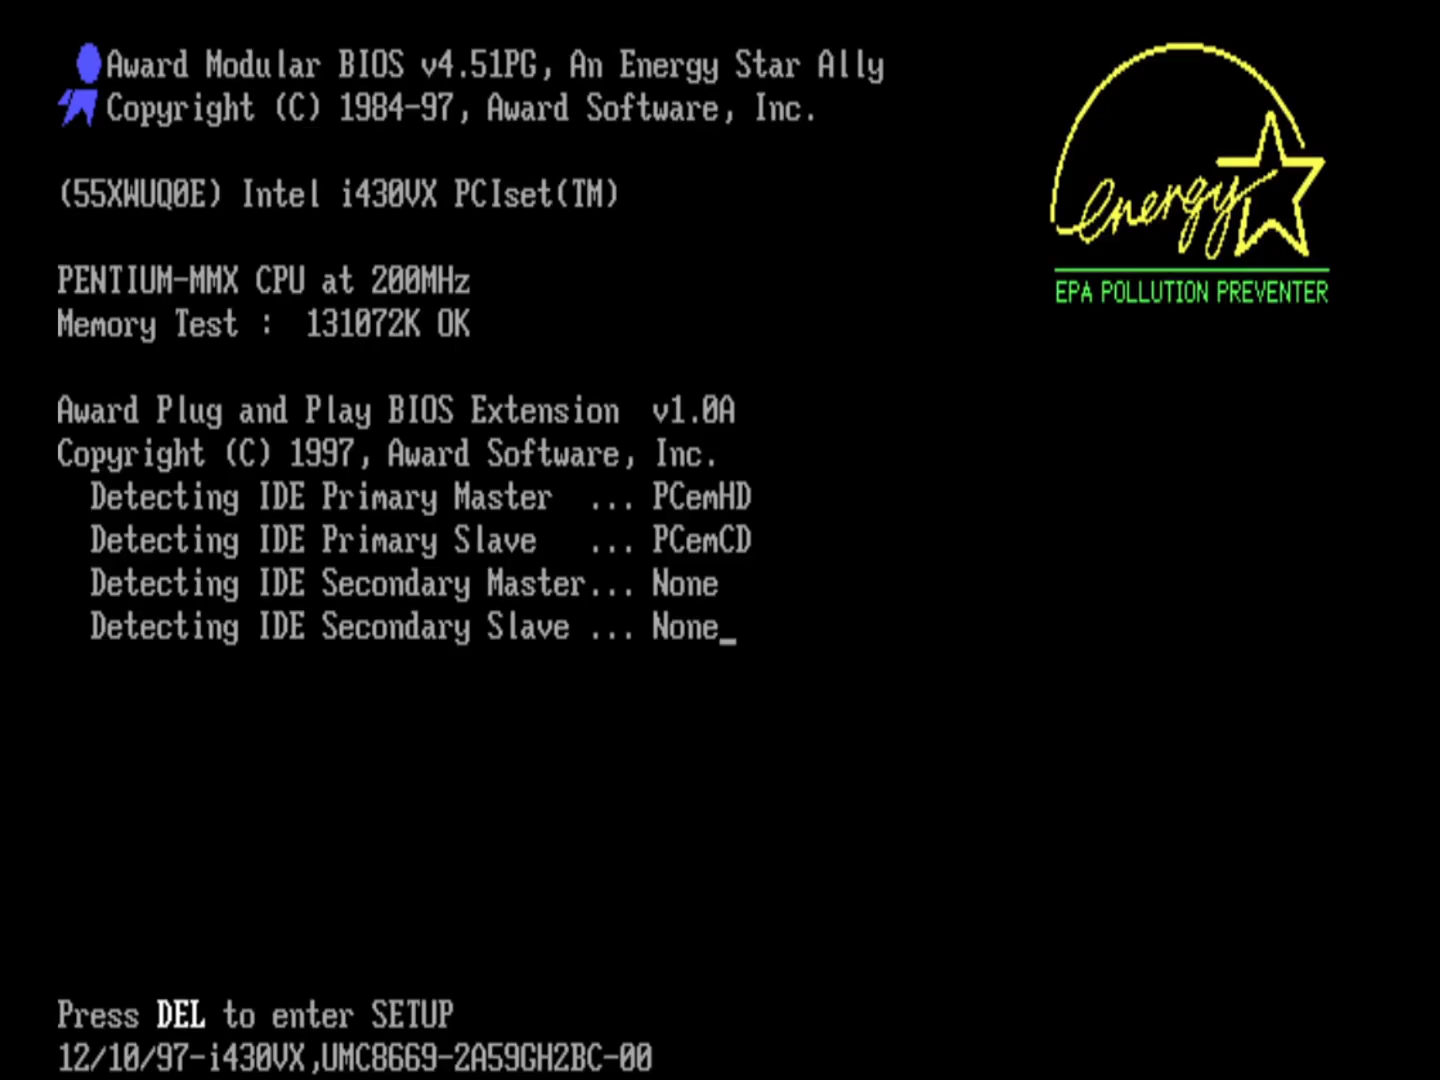 Award Modular BIOS v4.51PG, An Energy Star Ally
Copyright (C) 1984-97, Award Software, Inc.
energy
EPA POLLUTION PREVENTER
(55XWUQ0E) Intel i430VX PCIset(TM)
PENTIUM-MMX CPU at 200MHz
Memory Test :  131072K OK
Award Plug and Play BIOS Extension  v1.0A
Copyright (C) 1997, Award Software, Inc.
Detecting IDE Primary Master  ... PCemHD
Detecting IDE Primary Slave   ... PCemCD
Detecting IDE Secondary Master... None
Detecting IDE Secondary Slave ... None_
Press DEL to enter SETUP
12/10/97-i430VX,UMC8669-2A59GH2BC-00